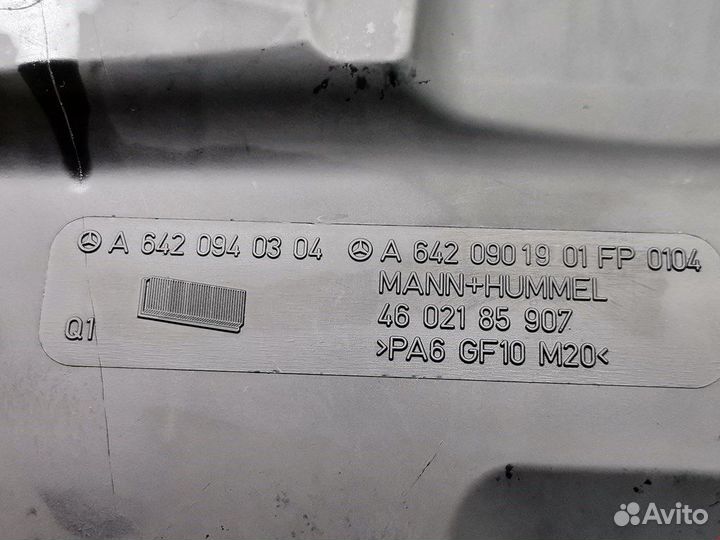 A 642 094 03 04 A 642 090 19 01 FP 0104
MANN+HUMMEL
46 021 85 907
Q1 >PA6 GF10 M20<
Avito